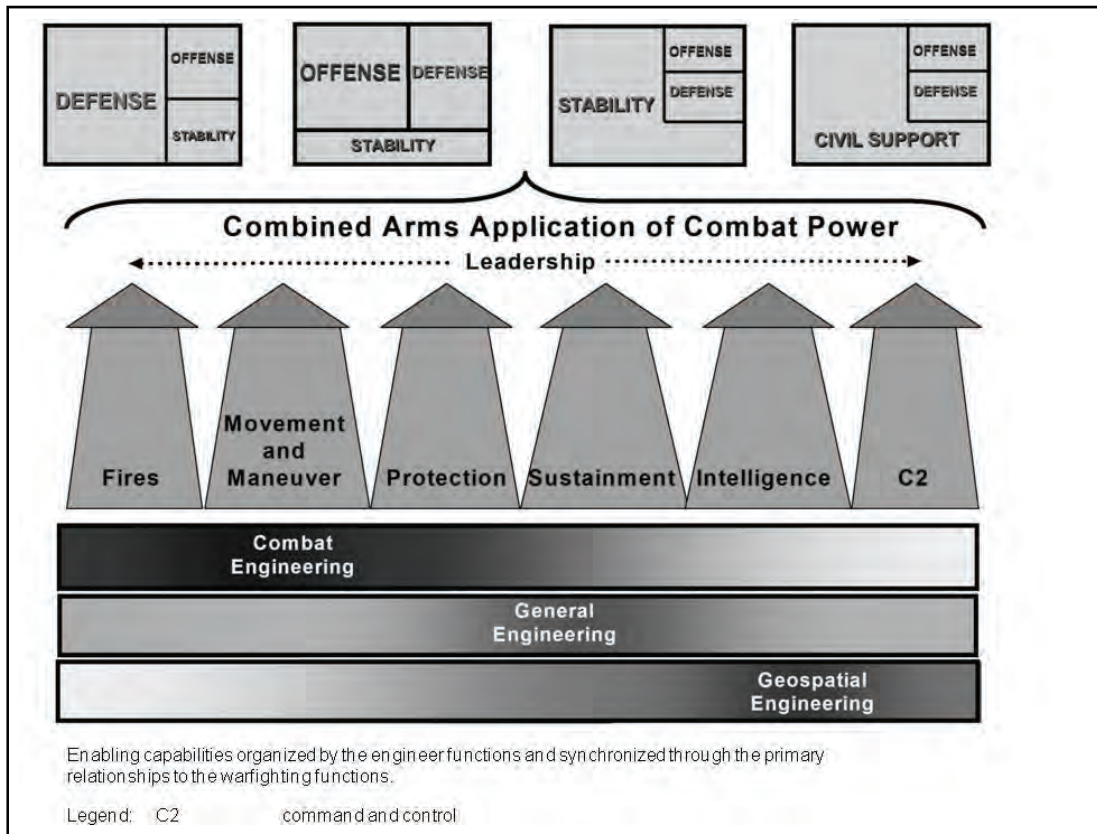 DEFENSE
OFFENSE
STABILITY
OFFENSE
DEFENSE
STABILITY
STABILITY
OFFENSE
DEFENSE
OFFENSE
DEFENSE
CIVIL SUPPORT
Combined Arms Application of Combat Power
Leadership
Fires
Movement
and
Maneuver
Protection
Sustainment
Intelligence
C2
Combat
Engineering
General
Engineering
Geospatial
Engineering
Enabling capabilities organized by the engineer functions and synchronized through the primary
relationships to the warfighting functions.
Legend: C2 command and control